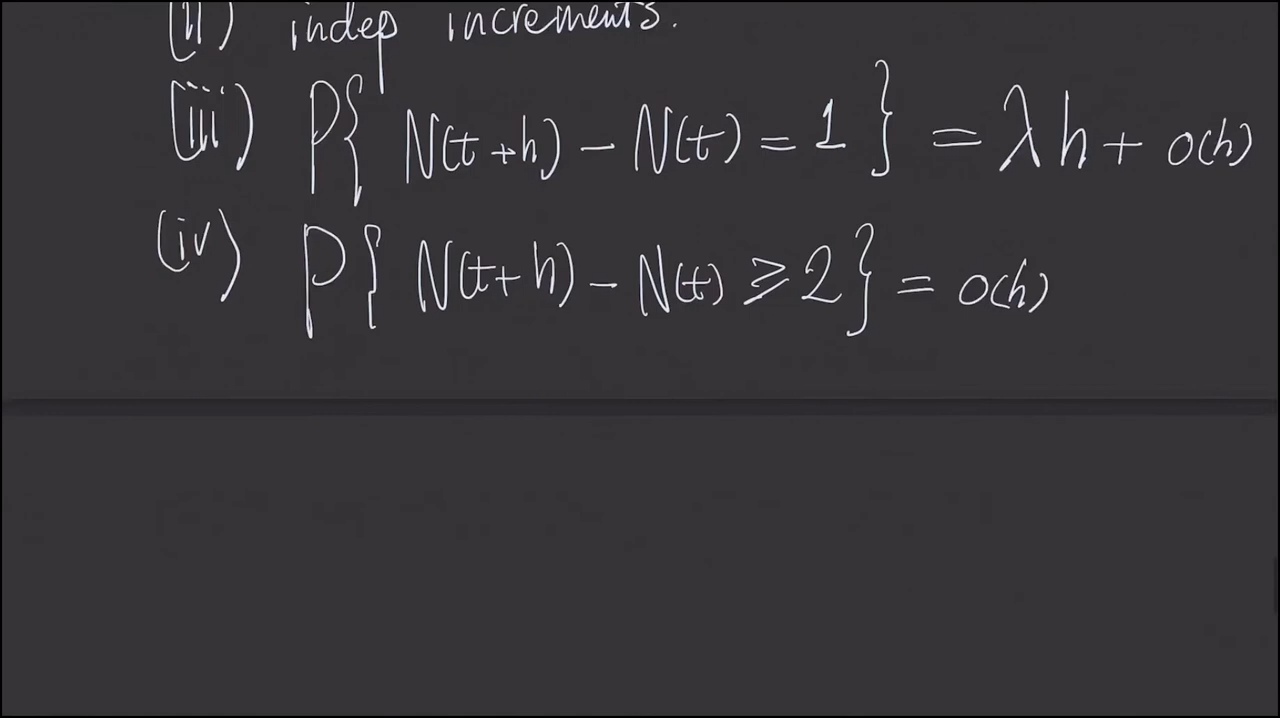 (ii) indep increments.
(iii) P{ N(t+h) - N(t) = 1 } = λh + o(h)
(iv) P{ N(t+h) - N(t) ≥ 2 } = o(h)